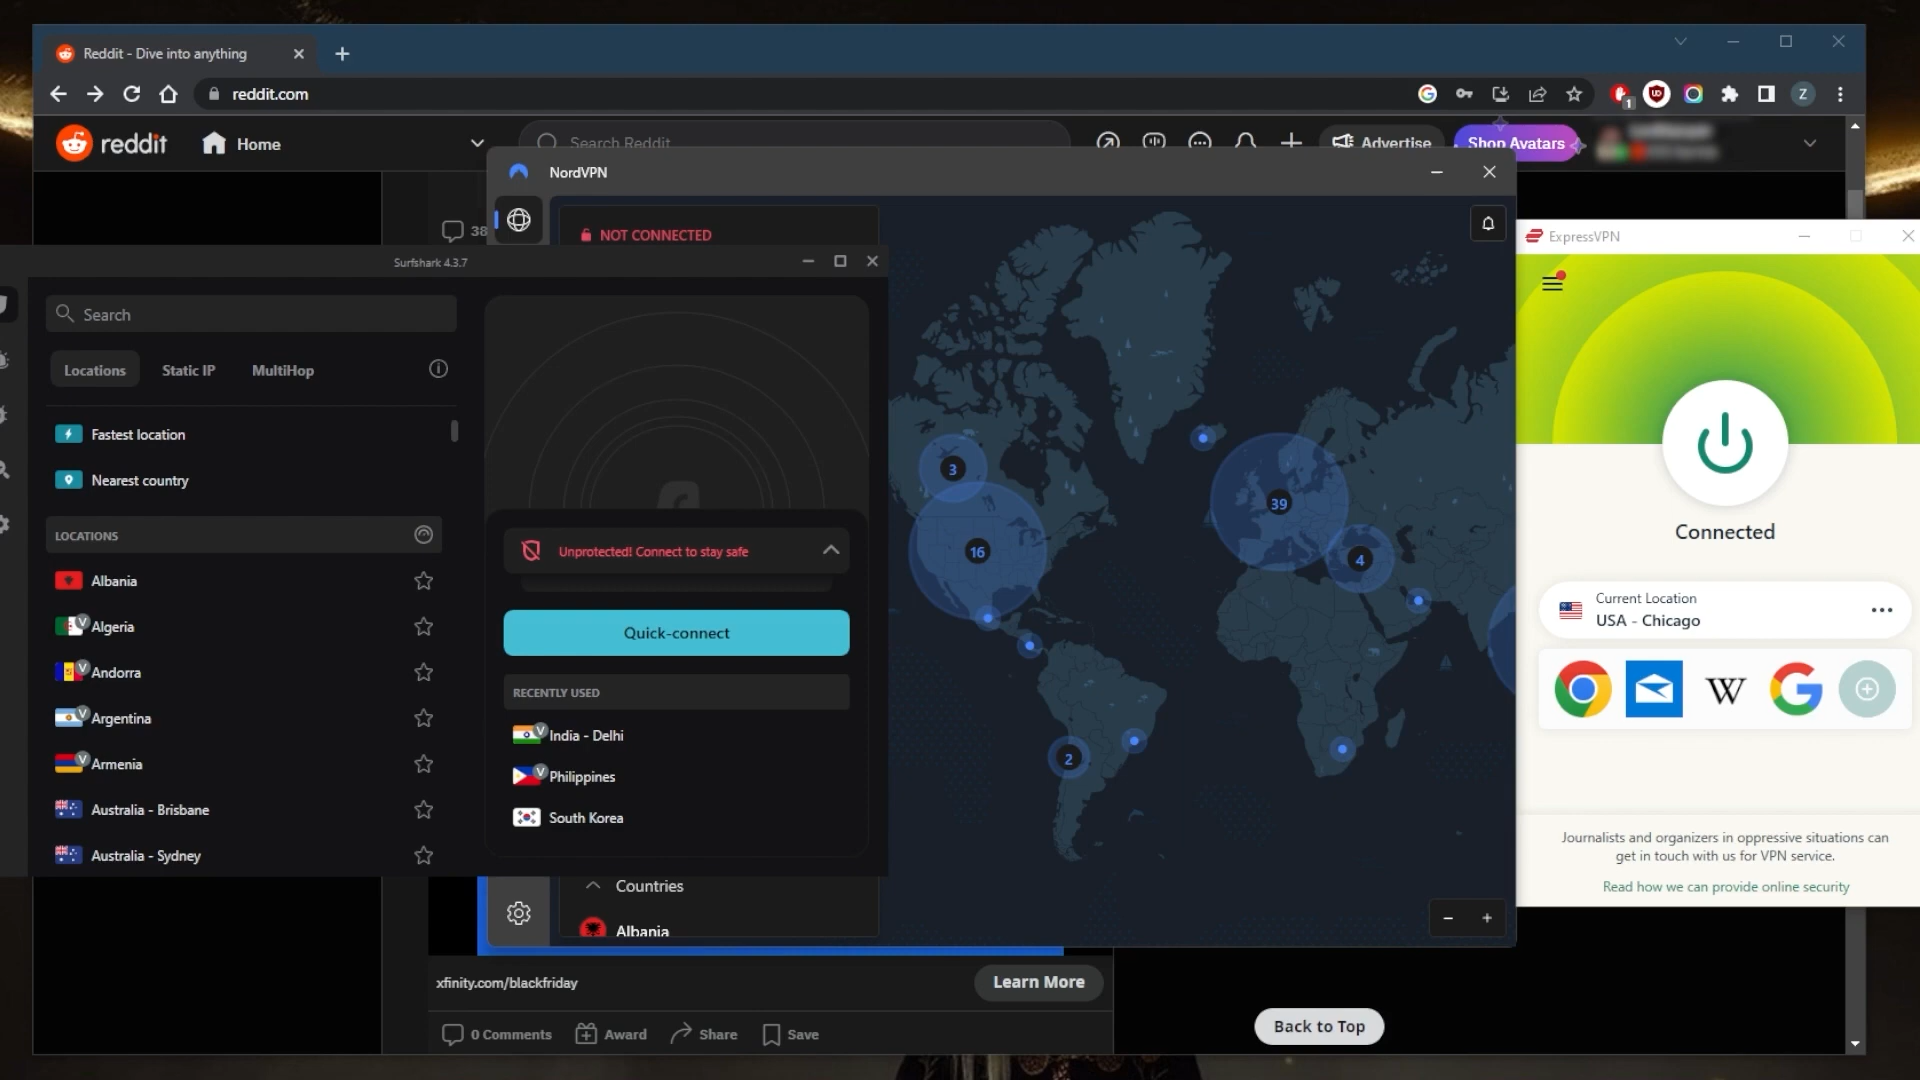 Reddit - Dive into anything
reddit.com
1
Z
reddit
Home
Search Reddit
Advertise
Shop Avatars
NordVPN
38
NOT CONNECTED
ExpressVPN
Surfshark 4.3.7
Search
Locations
Static IP
MultiHop
Fastest location
Nearest country
LOCATIONS
Albania
V Algeria
V Andorra
V Argentina
V Armenia
Australia - Brisbane
Australia - Sydney
Unprotected! Connect to stay safe
Quick-connect
RECENTLY USED
V India - Delhi
V Philippines
South Korea
3
16
39
4
2
Countries
Albania
Connected
Current Location
USA - Chicago
W
G
Journalists and organizers in oppressive situations can
get in touch with us for VPN service.
Read how we can provide online security
xfinity.com/blackfriday
Learn More
0 Comments
Award
Share
Save
Back to Top